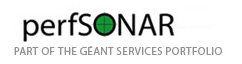 perfSONAR
PART OF THE GÉANT SERVICES PORTFOLIO